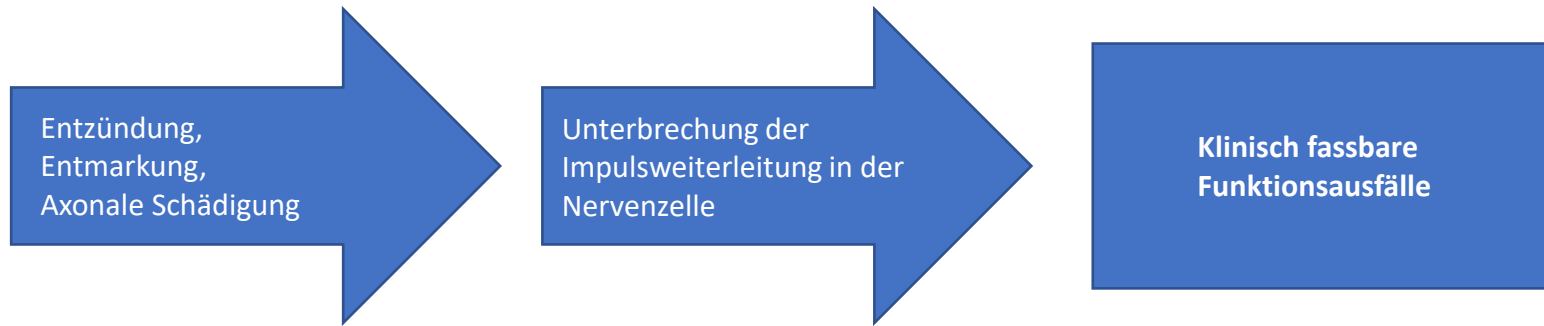 Entzündung,
Entmarkung,
Axonale Schädigung
Unterbrechung der
Impulsweiterleitung in der
Nervenzelle
Klinisch fassbare
Funktionsausfälle